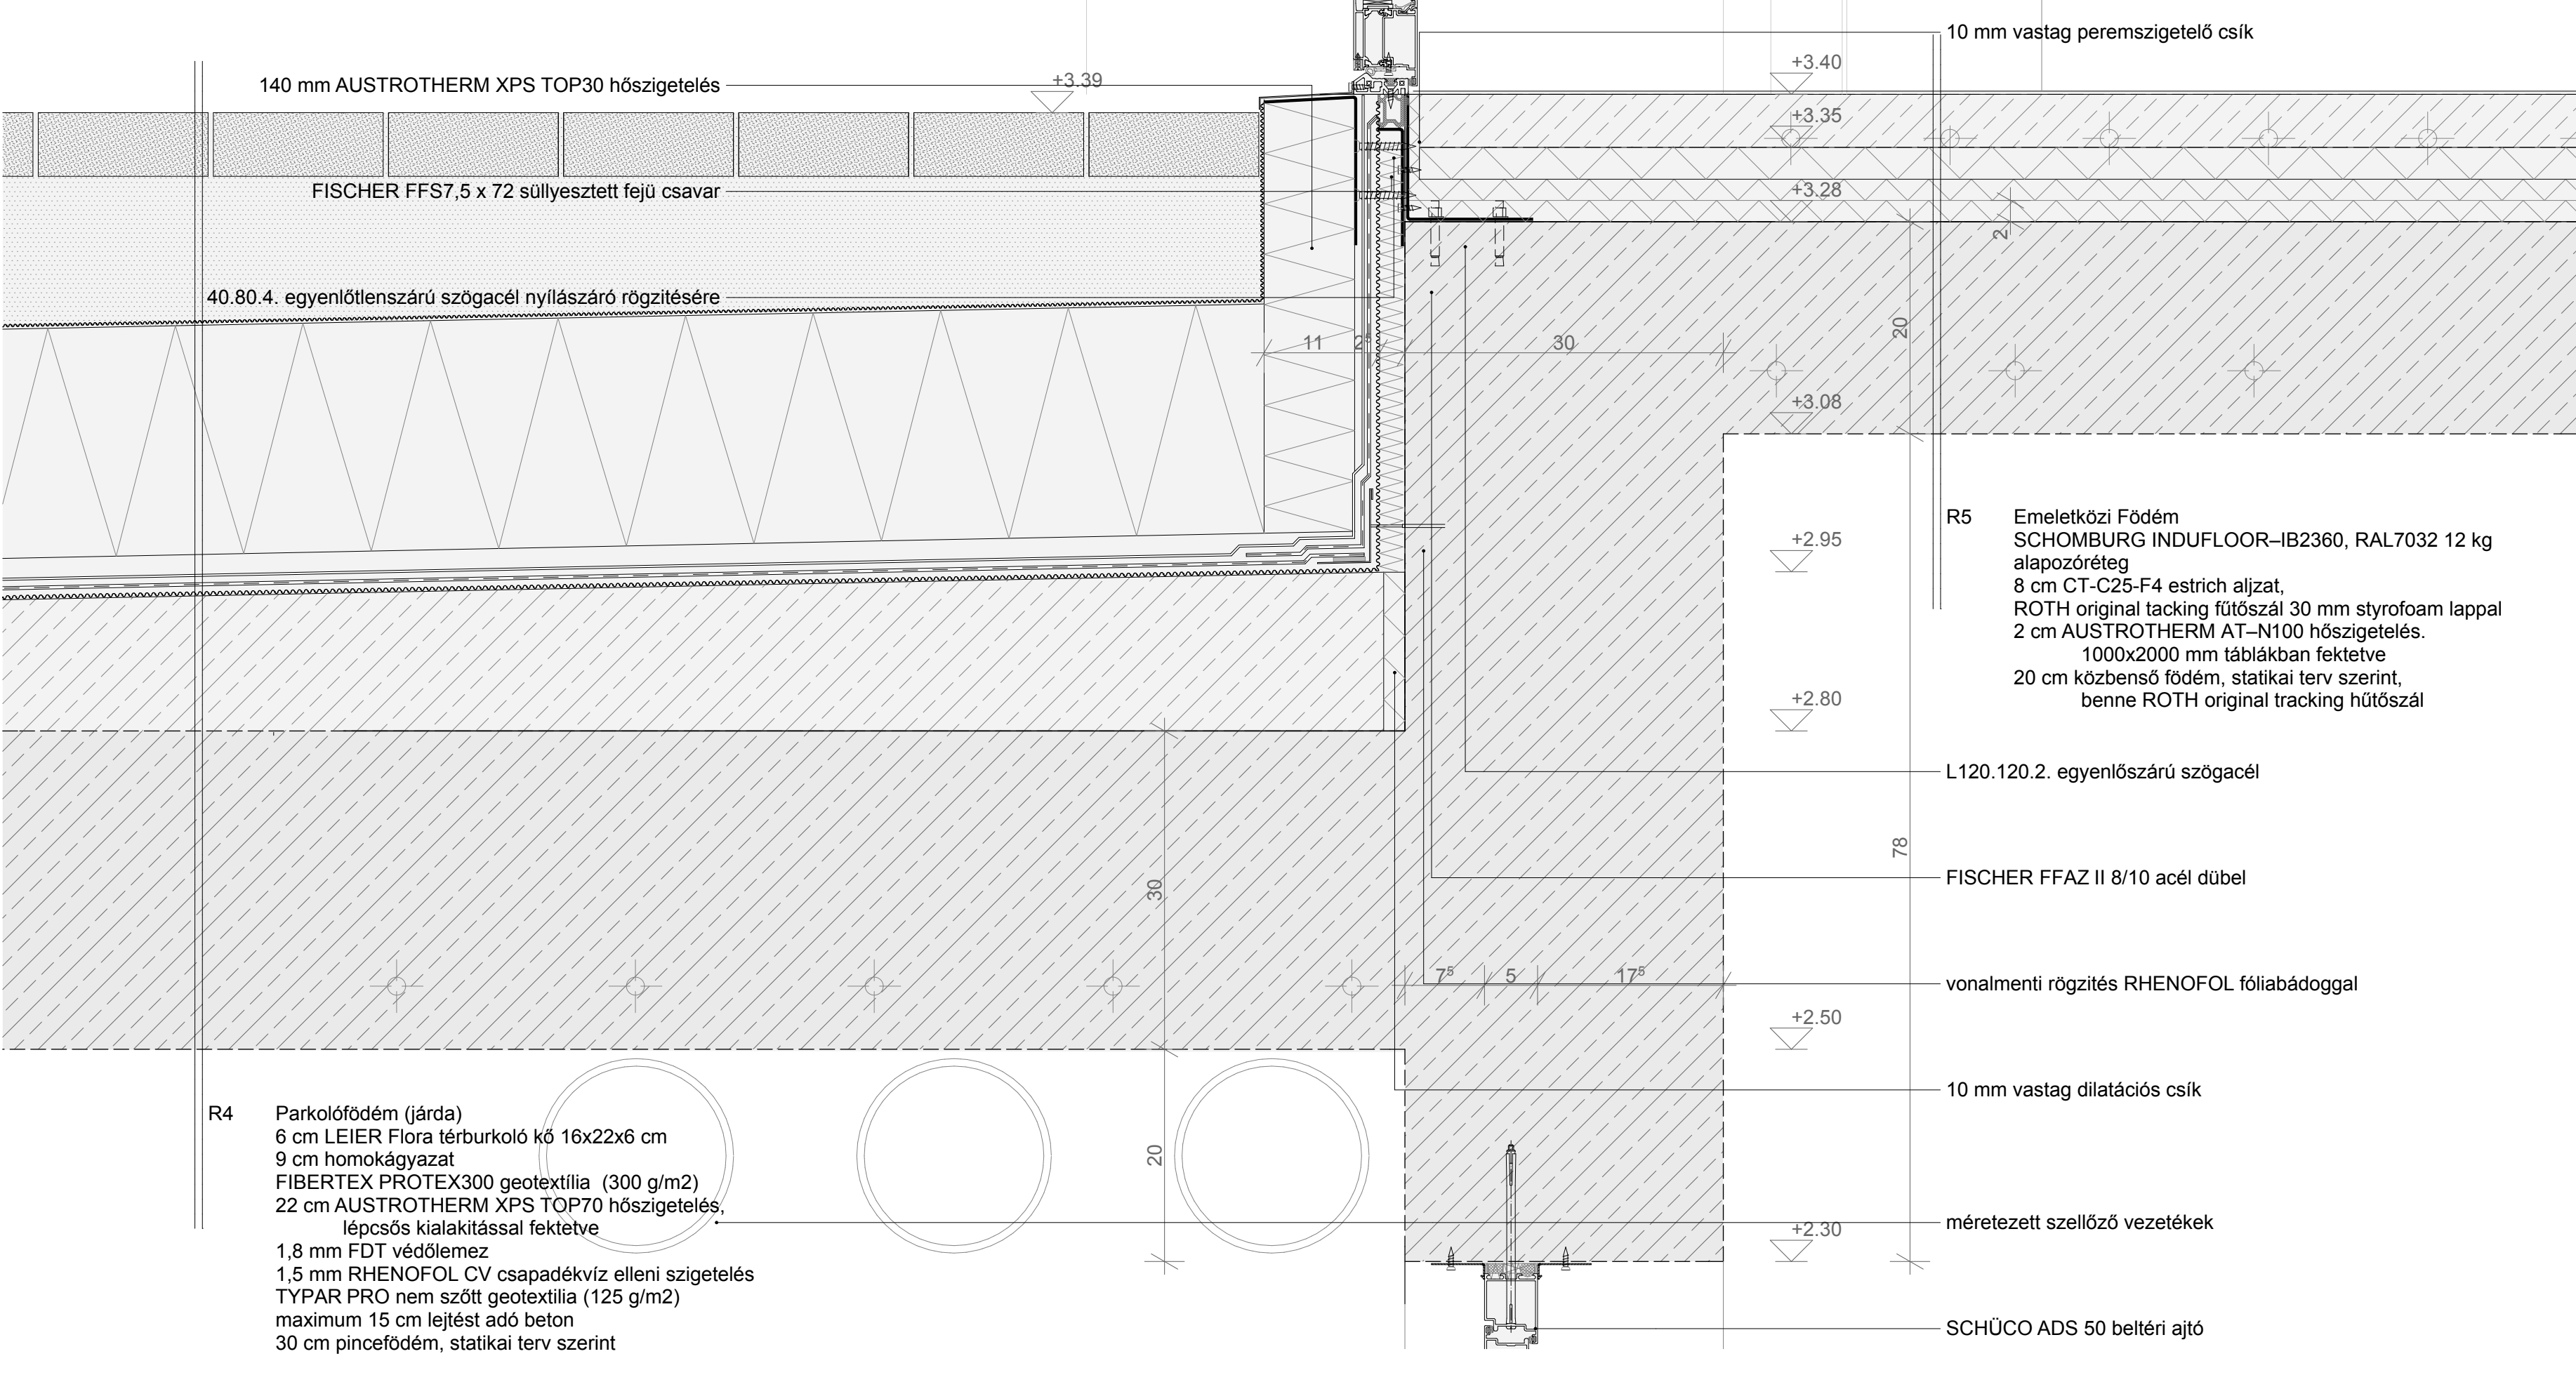 10 mm vastag peremszigetelő csík
+3.40
140 mm AUSTROTHERM XPS TOP30 hőszigetelés
+3.39
+3.35
FISCHER FFS7,5 x 72 süllyesztett fejü csavar
+3.28
2
40.80.4. egyenlőtlenszárú szögacél nyílászáró rögzitésére
20
11
2⁵
30
+3.08
R5 Emeletközi Födém
SCHOMBURG INDUFLOOR–IB2360, RAL7032 12 kg
alapozóréteg
8 cm CT-C25-F4 estrich aljzat,
ROTH original tacking fűtőszál 30 mm styrofoam lappal
2 cm AUSTROTHERM AT–N100 hőszigetelés.
1000x2000 mm táblákban fektetve
20 cm közbenső födém, statikai terv szerint,
benne ROTH original tracking hűtőszál
+2.95
+2.80
L120.120.2. egyenlőszárú szögacél
78
FISCHER FFAZ II 8/10 acél dübel
30
7⁵
5
17⁵
vonalmenti rögzités RHENOFOL fóliabádoggal
+2.50
10 mm vastag dilatációs csík
20
R4 Parkolófödém (járda)
6 cm LEIER Flora térburkoló kő 16x22x6 cm
9 cm homokágyazat
FIBERTEX PROTEX300 geotextília (300 g/m2)
22 cm AUSTROTHERM XPS TOP70 hőszigetelés,
lépcsős kialakitással fektetve
1,8 mm FDT védőlemez
1,5 mm RHENOFOL CV csapadékvíz elleni szigetelés
TYPAR PRO nem szőtt geotextilia (125 g/m2)
maximum 15 cm lejtést adó beton
30 cm pincefödém, statikai terv szerint
méretezett szellőző vezetékek
+2.30
SCHÜCO ADS 50 beltéri ajtó